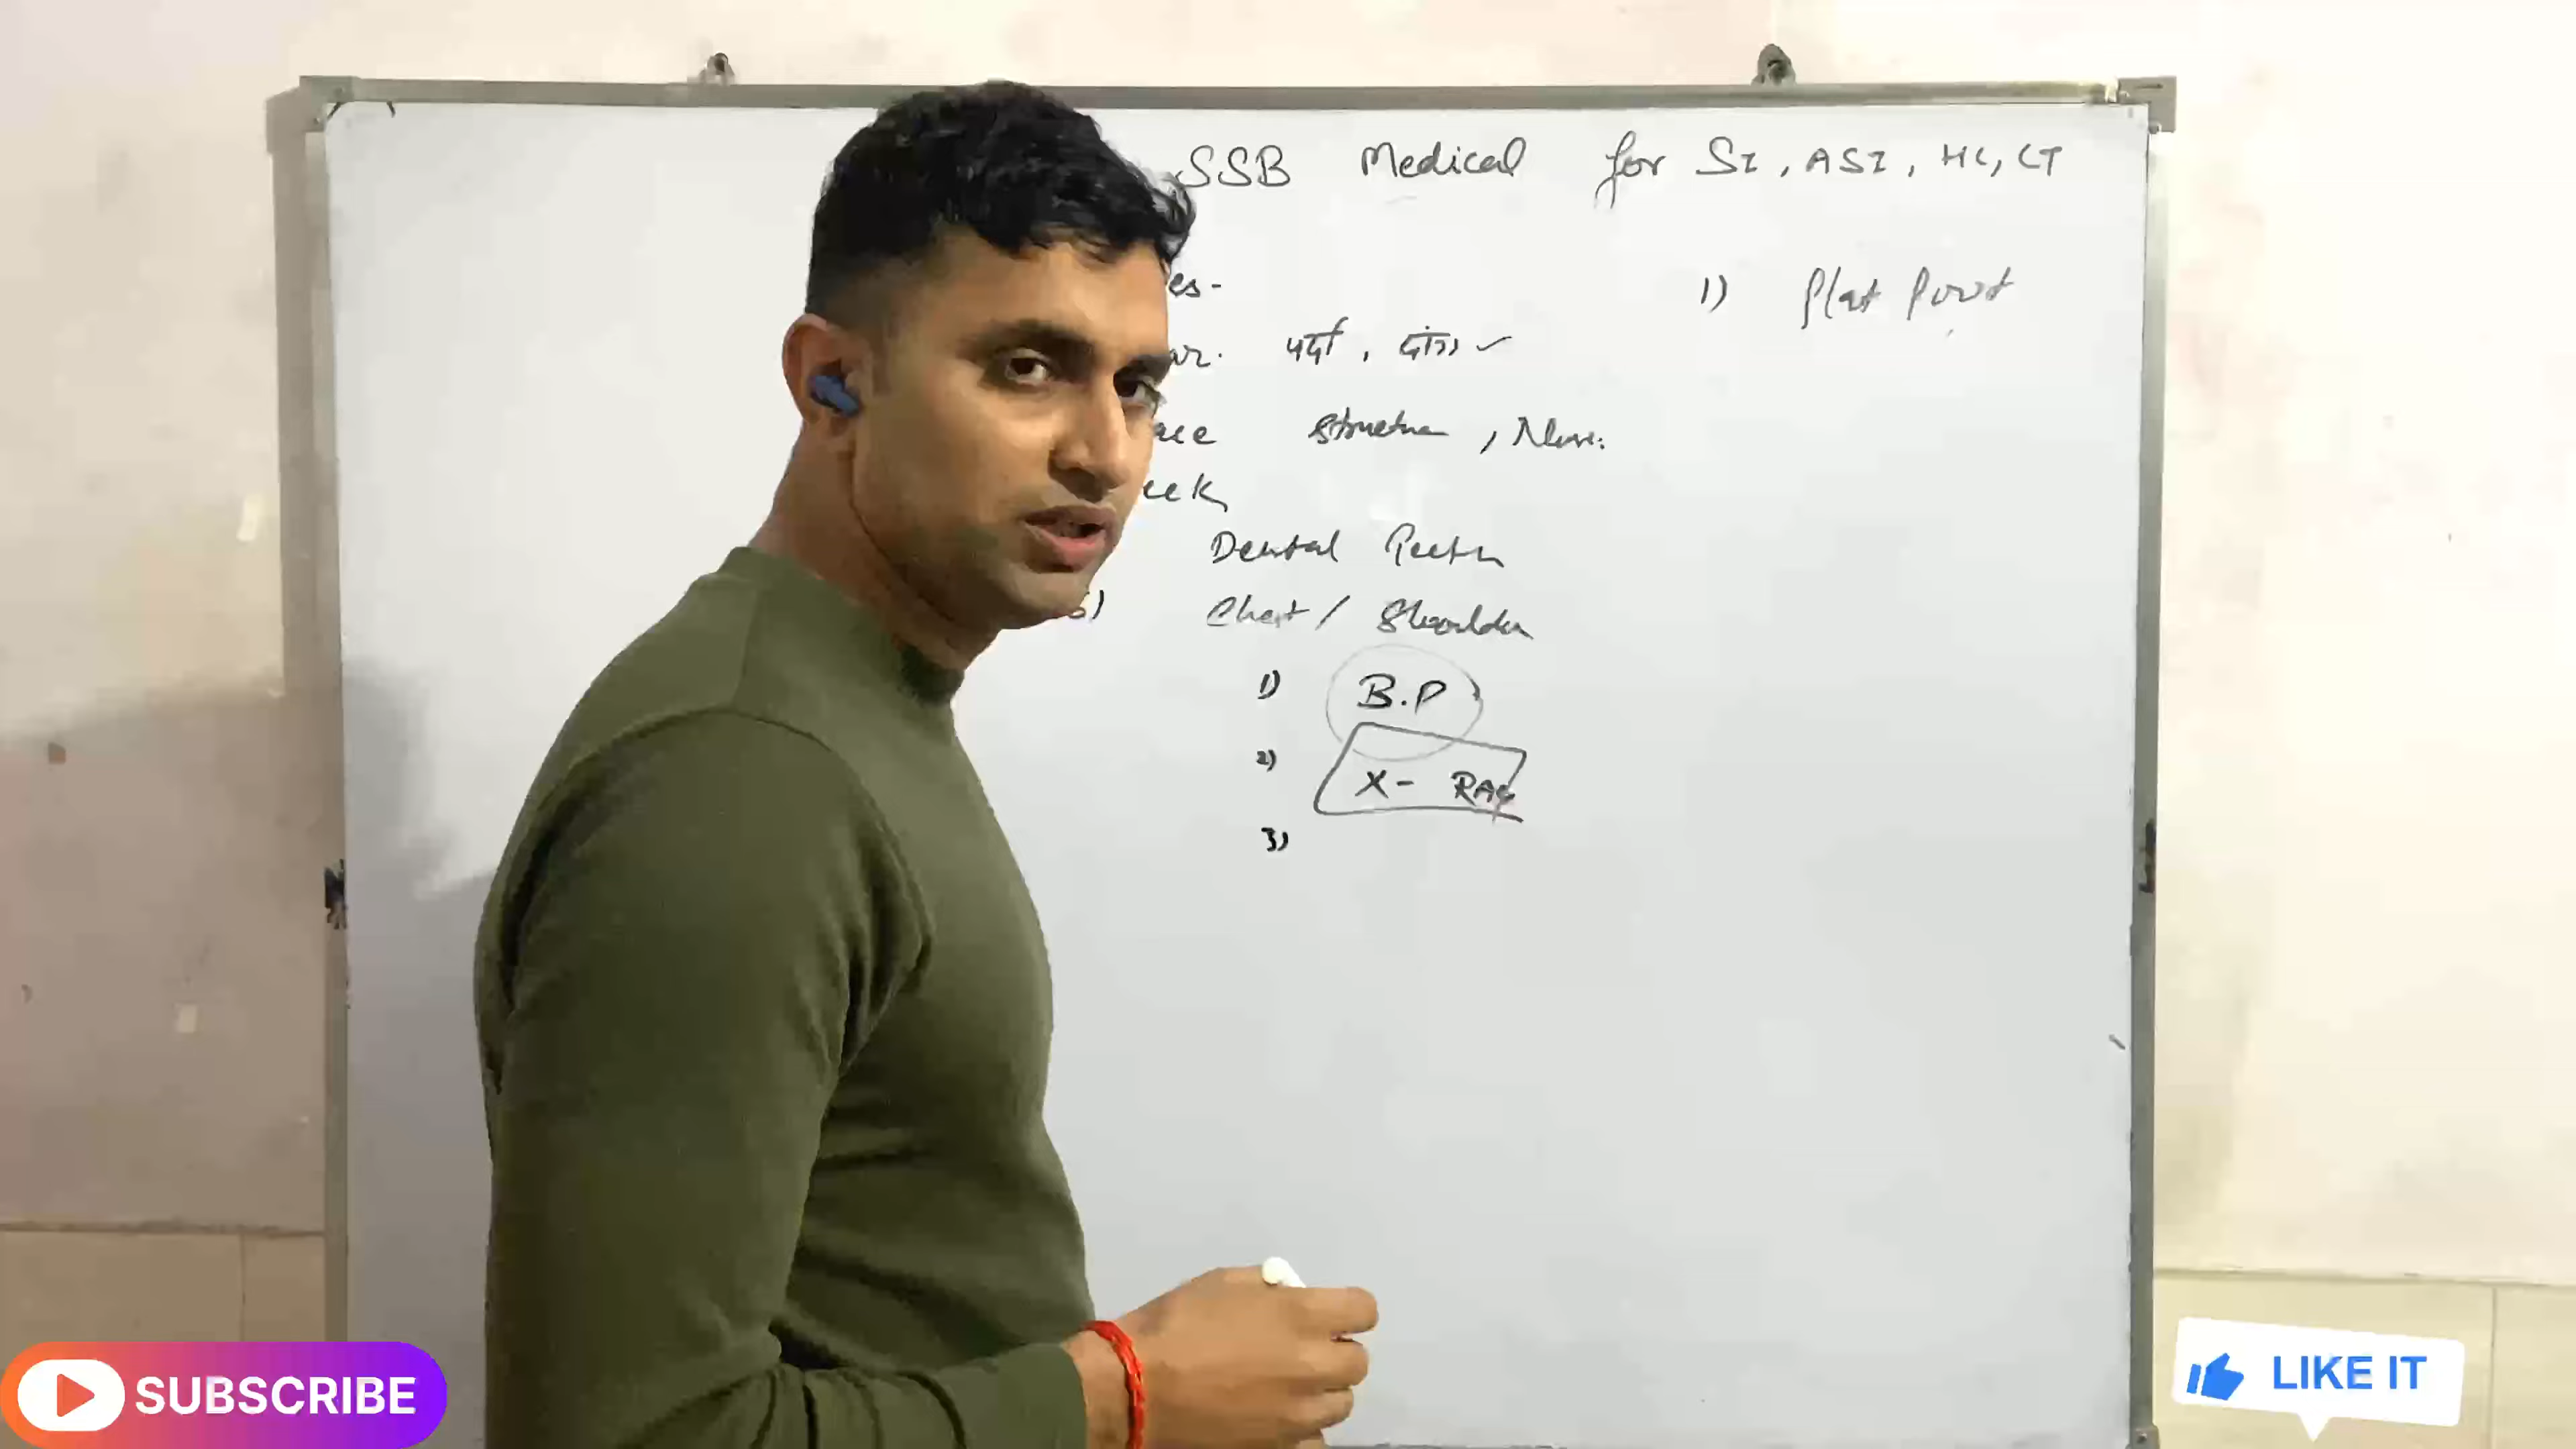 SSB Medical for SI, ASI, HC, CT
es-
ar. पर्दा, दांत ✓
ace structure,
eck
Dental Teeth
6) Chest / Shoulder
1) B.P
2) X- RAY
3)
1) flat foot
SUBSCRIBE
LIKE IT